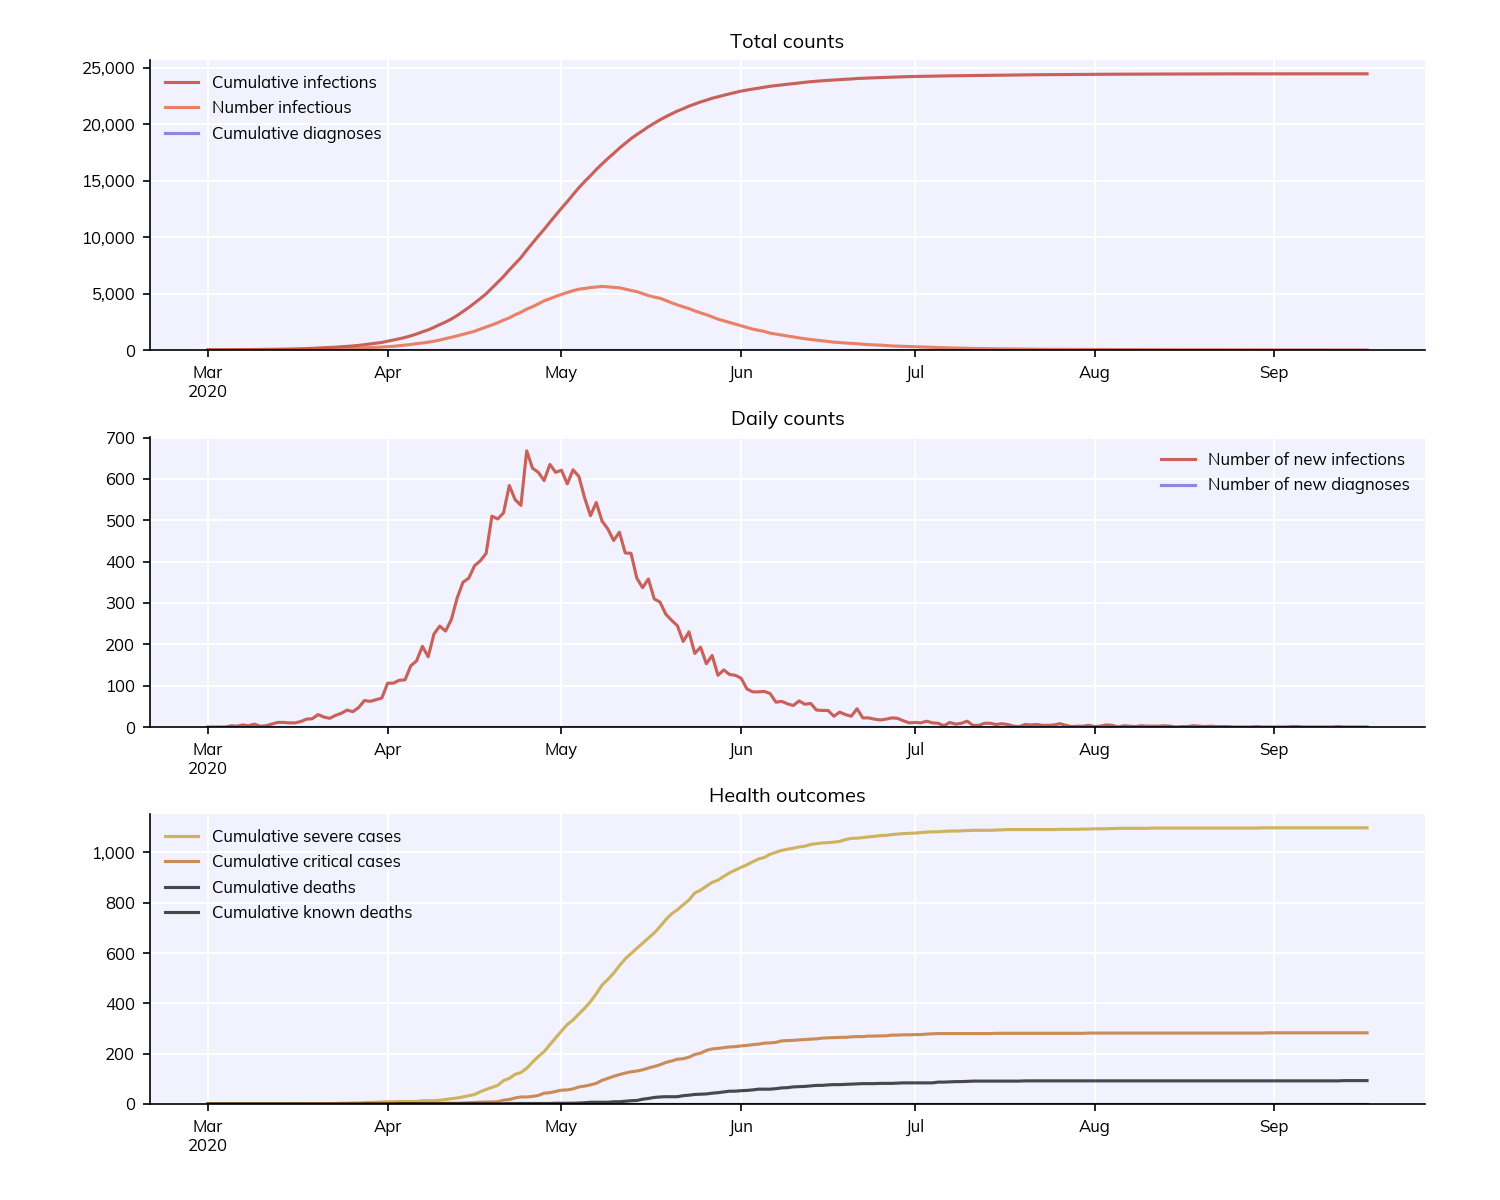 Total counts
25,000
20,000
15,000
10,000
5,000
0
Cumulative infections
Number infectious
Cumulative diagnoses
Mar Apr May Jun Jul Aug Sep
2020
Daily counts
700
600
500
400
300
200
100
0
Number of new infections
Number of new diagnoses
Mar Apr May Jun Jul Aug Sep
2020
Health outcomes
1,000
800
600
400
200
0
Cumulative severe cases
Cumulative critical cases
Cumulative deaths
Cumulative known deaths
Mar Apr May Jun Jul Aug Sep
2020